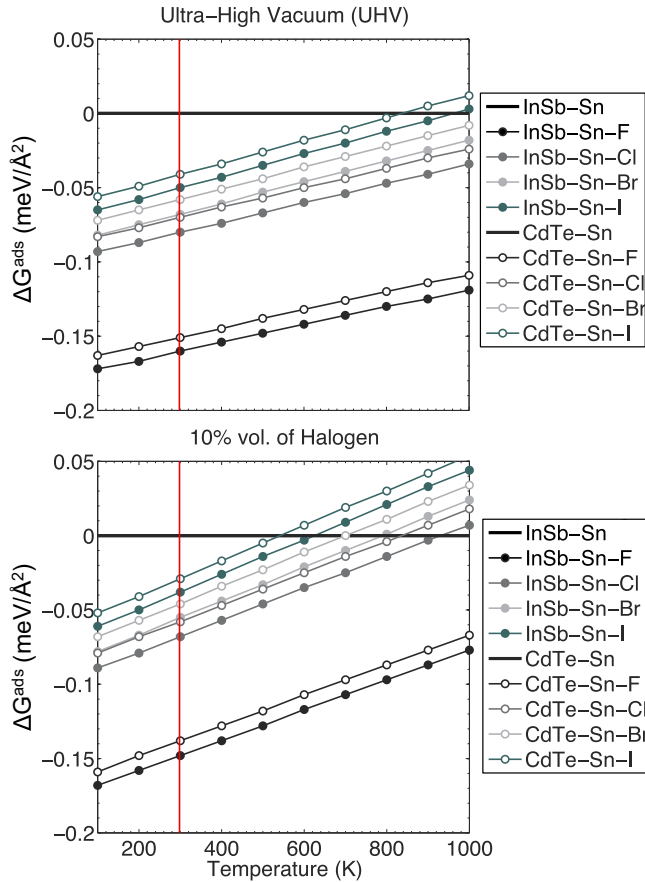 Ultra−High Vacuum (UHV)
0.05
0
−0.05
−0.1
−0.15
−0.2
ΔG^ads (meV/Å²)
InSb−Sn
InSb−Sn−F
InSb−Sn−Cl
InSb−Sn−Br
InSb−Sn−I
CdTe−Sn
CdTe−Sn−F
CdTe−Sn−Cl
CdTe−Sn−Br
CdTe−Sn−I
10% vol. of Halogen
0.05
0
−0.05
−0.1
−0.15
−0.2
ΔG^ads (meV/Å²)
InSb−Sn
InSb−Sn−F
InSb−Sn−Cl
InSb−Sn−Br
InSb−Sn−I
CdTe−Sn
CdTe−Sn−F
CdTe−Sn−Cl
CdTe−Sn−Br
CdTe−Sn−I
200 400 600 800 1000
Temperature (K)